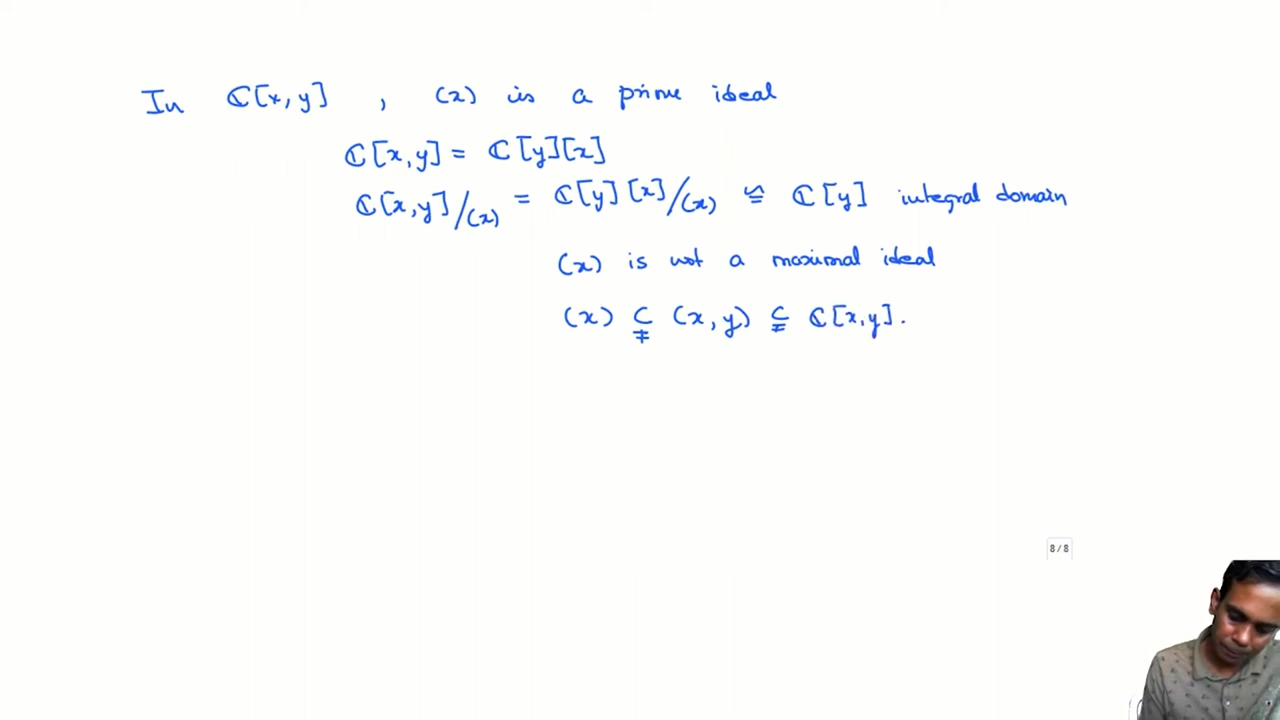 In ℂ[x,y] , (x) is a prime ideal
ℂ[x,y] = ℂ[y][x]
ℂ[x,y]/(x) = ℂ[y][x]/(x) ≅ ℂ[y] integral domain
(x) is not a maximal ideal
(x) ⊊ (x,y) ⊊ ℂ[x,y].
8/8